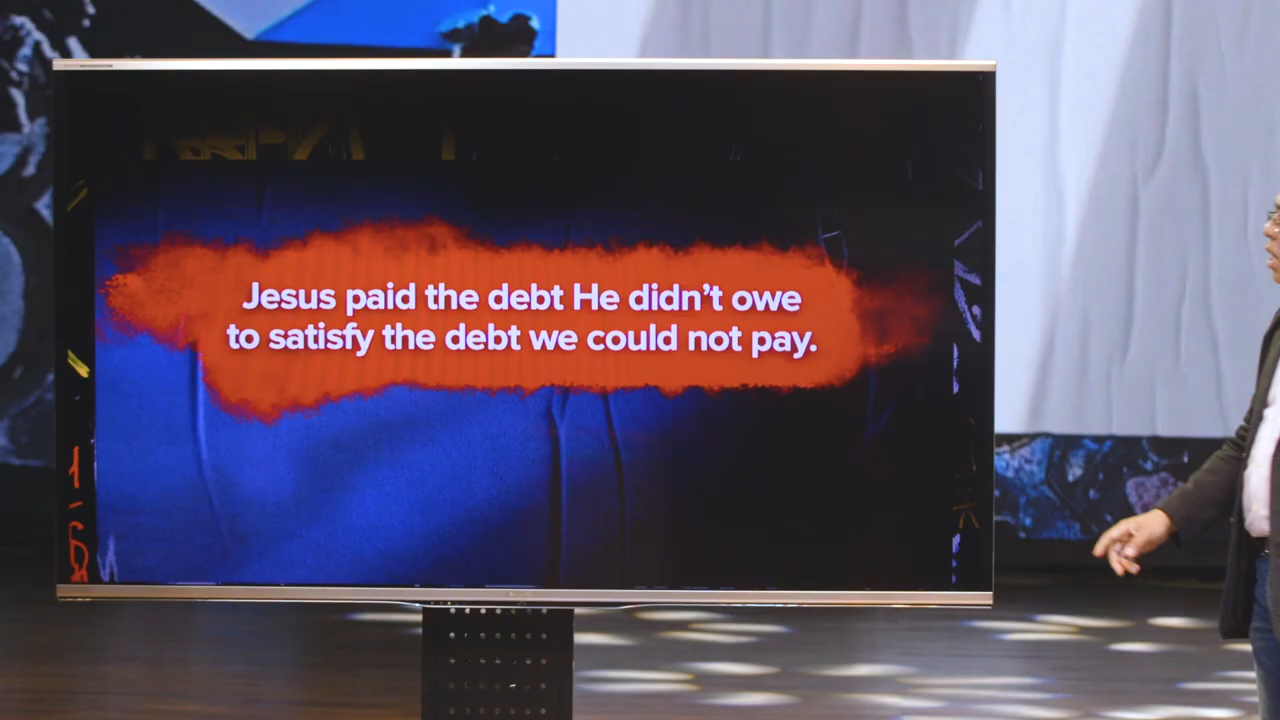 Jesus paid the debt He didn’t owe
to satisfy the debt we could not pay.